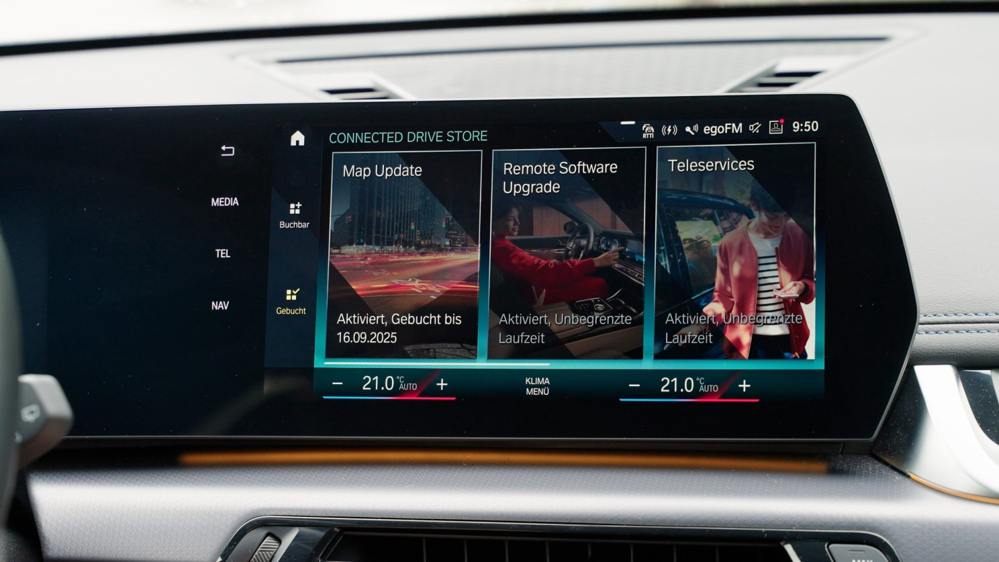 CONNECTED DRIVE STORE
RTTI
egoFM
9:50
MEDIA
TEL
NAV
Buchbar
Gebucht
Map Update
Aktiviert, Gebucht bis
16.09.2025
Remote Software
Upgrade
Aktiviert, Unbegrenzte
Laufzeit
Teleservices
Aktiviert, Unbegrenzte
Laufzeit
− 21.0 °C AUTO +
KLIMA
MENÜ
− 21.0 °C AUTO +
MAX